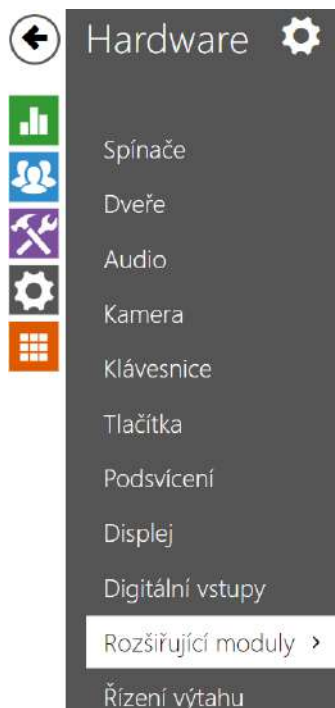 Hardware
Spínače
Dveře
Audio
Kamera
Klávesnice
Tlačítka
Podsvícení
Displej
Digitální vstupy
Rozšiřující moduly
Řízení výtahu